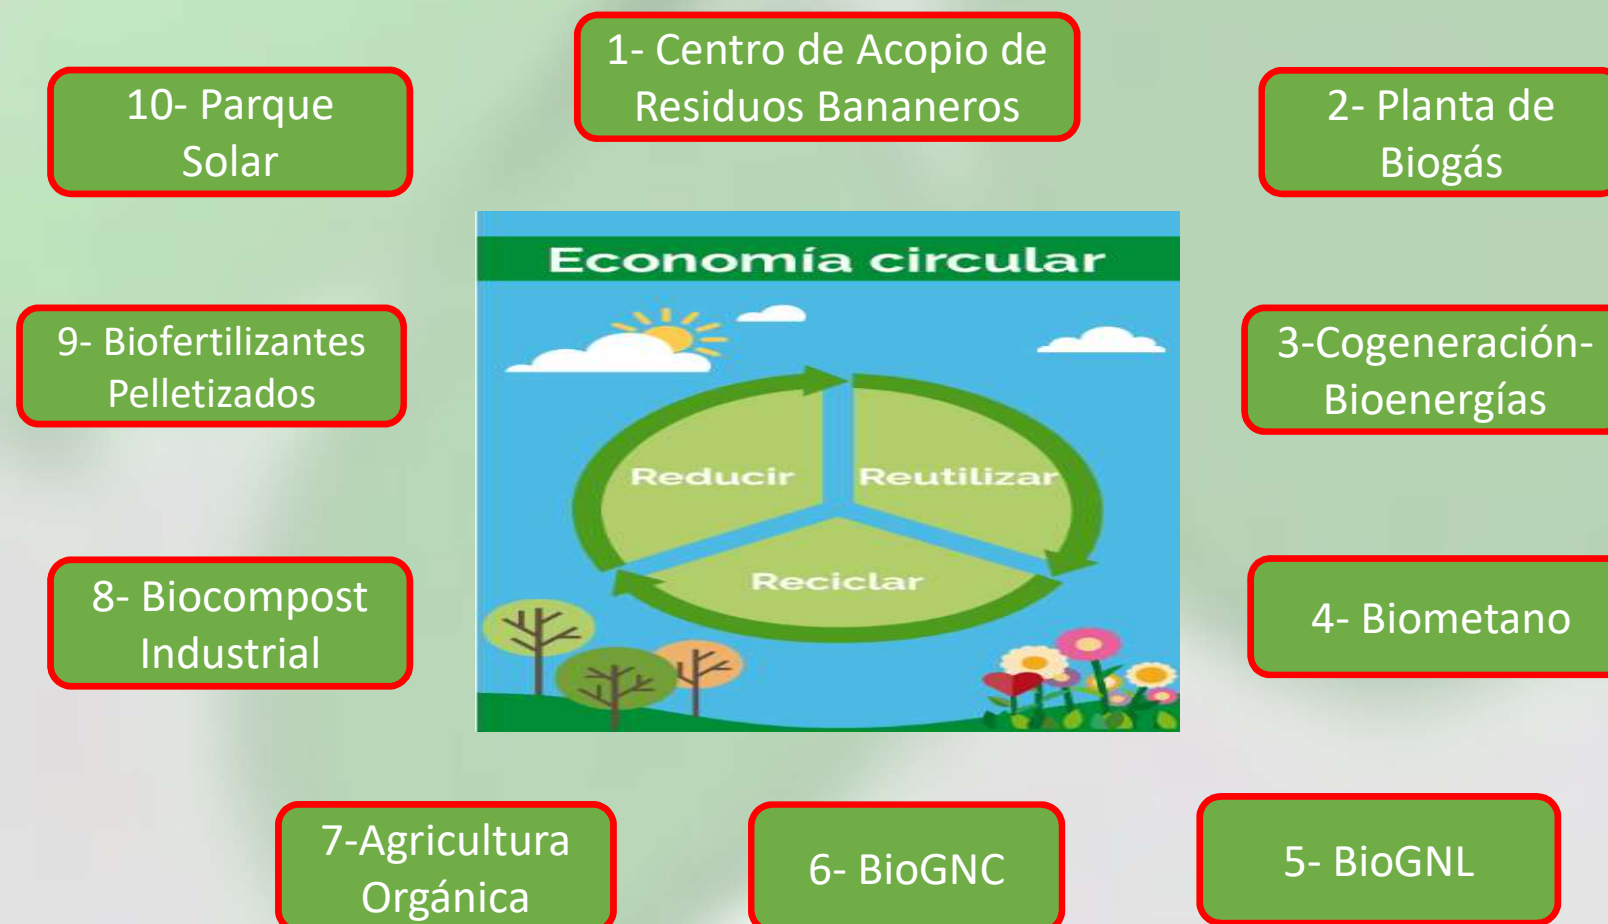 1- Centro de Acopio de
Residuos Bananeros
2- Planta de
Biogás
3-Cogeneración-
Bioenergías
4- Biometano
5- BioGNL
6- BioGNC
7-Agricultura
Orgánica
8- Biocompost
Industrial
9- Biofertilizantes
Pelletizados
10- Parque
Solar
Economía circular
Reducir
Reutilizar
Reciclar